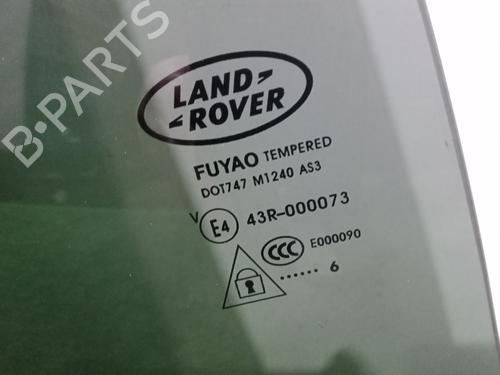 B-PARTS
LAND
ROVER
FUYAO TEMPERED
DOT747 M1240 AS3
V E4 43R-000073
CCC E000090
...... 6